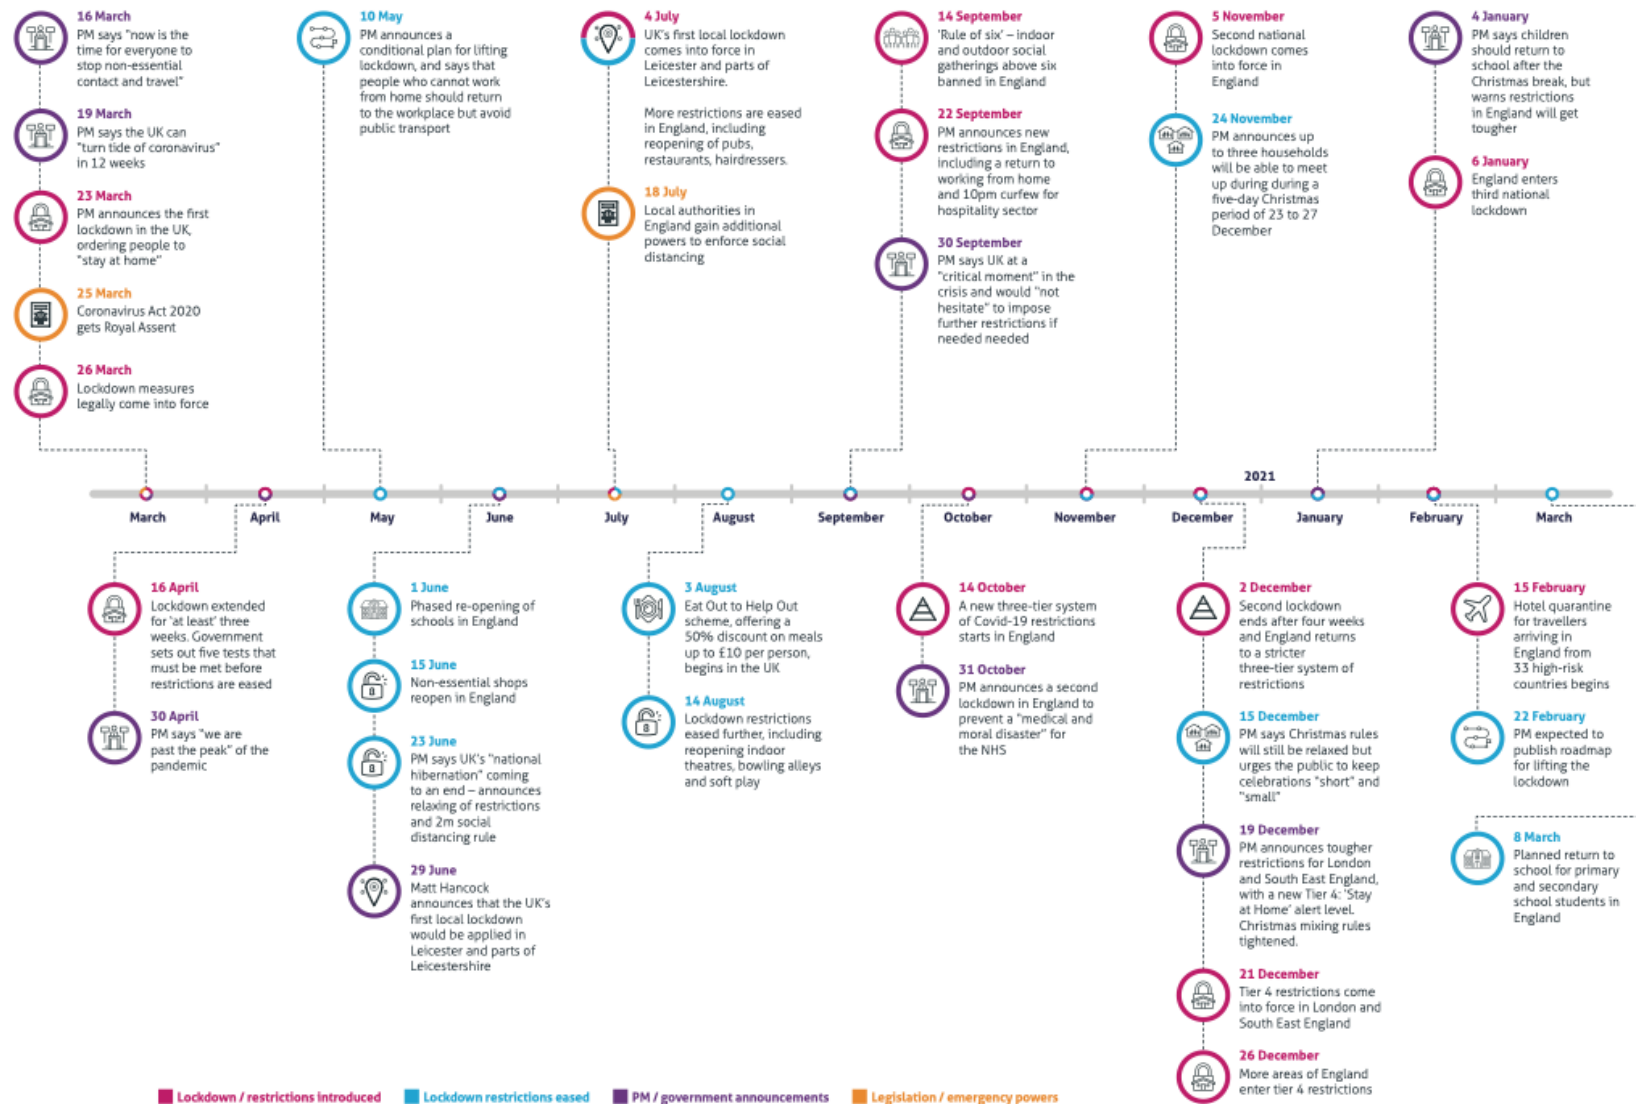 16 March
PM says "now is the
time for everyone to
stop non-essential
contact and travel"
19 March
PM says the UK can
"turn tide of coronavirus"
in 12 weeks
23 March
PM announces the first
lockdown in the UK,
ordering people to
"stay at home"
25 March
Coronavirus Act 2020
gets Royal Assent
26 March
Lockdown measures
legally come into force
10 May
PM announces a
conditional plan for lifting
lockdown, and says that
people who cannot work
from home should return
to the workplace but avoid
public transport
4 July
UK's first local lockdown
comes into force in
Leicester and parts of
Leicestershire.
More restrictions are eased
in England, including
reopening of pubs,
restaurants, hairdressers.
18 July
Local authorities in
England gain additional
powers to enforce social
distancing
14 September
'Rule of six' – indoor
and outdoor social
gatherings above six
banned in England
22 September
PM announces new
restrictions in England,
including a return to
working from home
and 10pm curfew for
hospitality sector
30 September
PM says UK at a
"critical moment" in the
crisis and would "not
hesitate" to impose
further restrictions if
needed needed
5 November
Second national
lockdown comes
into force in
England
24 November
PM announces up
to three households
will be able to meet
up during during a
five-day Christmas
period of 23 to 27
December
4 January
PM says children
should return to
school after the
Christmas break, but
warns restrictions
in England will get
tougher
6 January
England enters
third national
lockdown
2021
March April May June July August September October November December January February March
16 April
Lockdown extended
for 'at least' three
weeks. Government
sets out five tests that
must be met before
restrictions are eased
30 April
PM says "we are
past the peak" of the
pandemic
1 June
Phased re-opening of
schools in England
15 June
Non-essential shops
reopen in England
23 June
PM says UK's "national
hibernation" coming
to an end – announces
relaxing of restrictions
and 2m social
distancing rule
29 June
Matt Hancock
announces that the UK's
first local lockdown
would be applied in
Leicester and parts of
Leicestershire
3 August
Eat Out to Help Out
scheme, offering a
50% discount on meals
up to £10 per person,
begins in the UK
14 August
Lockdown restrictions
eased further, including
reopening indoor
theatres, bowling alleys
and soft play
14 October
A new three-tier system
of Covid-19 restrictions
starts in England
31 October
PM announces a second
lockdown in England to
prevent a "medical and
moral disaster" for
the NHS
2 December
Second lockdown
ends after four weeks
and England returns
to a stricter
three-tier system of
restrictions
15 December
PM says Christmas rules
will still be relaxed but
urges the public to keep
celebrations "short" and
"small"
19 December
PM announces tougher
restrictions for London
and South East England,
with a new Tier 4: 'Stay
at Home' alert level.
Christmas mixing rules
tightened.
21 December
Tier 4 restrictions come
into force in London and
South East England
26 December
More areas of England
enter tier 4 restrictions
15 February
Hotel quarantine
for travellers
arriving in
England from
33 high-risk
countries begins
22 February
PM expected to
publish roadmap
for lifting the
lockdown
8 March
Planned return to
school for primary
and secondary
school students in
England
Lockdown / restrictions introduced Lockdown restrictions eased PM / government announcements Legislation / emergency powers